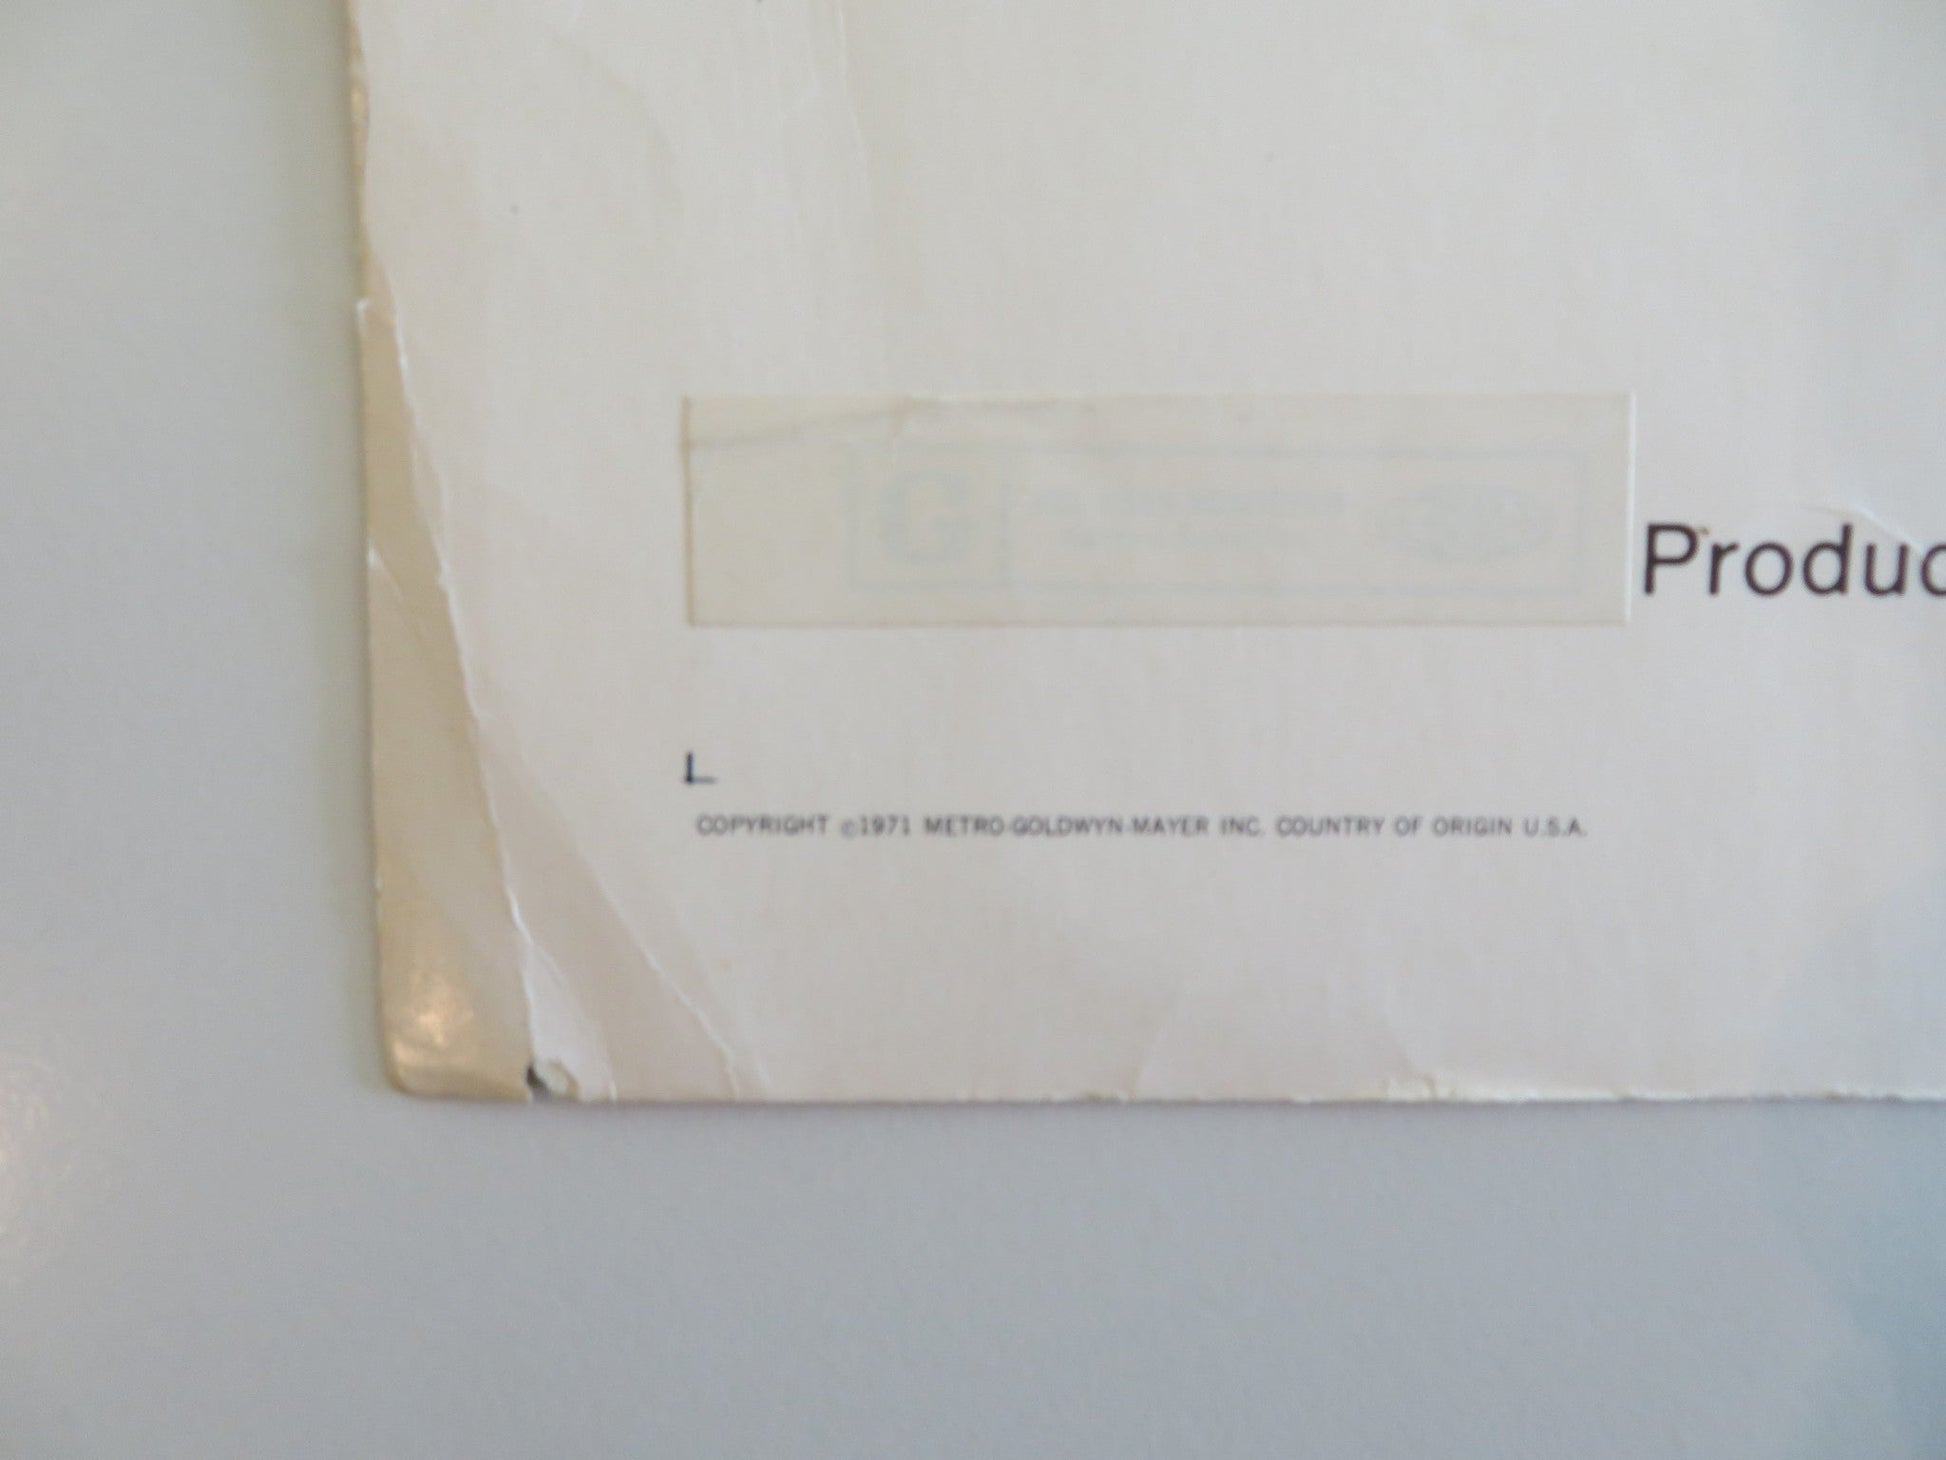 G
Produc
COPYRIGHT ©1971 METRO-GOLDWYN-MAYER INC. COUNTRY OF ORIGIN U.S.A.